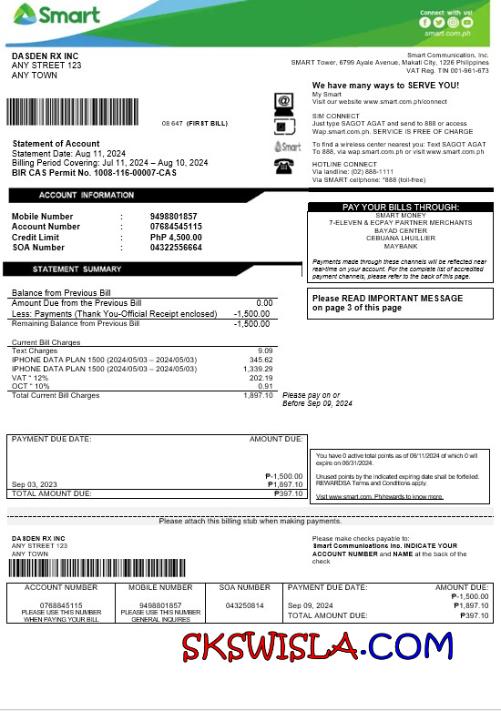 Smart
Connect with us!
smart.com.ph
DASDEN RX INC
ANY STREET 123
ANY TOWN
Smart Communication, Inc.
SMART Tower, 6799 Ayale Avenue, Makati City, 1226 Philippines
VAT Reg. TIN 001-961-673
08647 (FIRST BILL)
We have many ways to SERVE YOU!
My Smart
Visit our website www.smart.com.ph/connect
SIM CONNECT
Just type SAGOT AGAT and send to 888 or access
Wap.smart.com.ph. SERVICE IS FREE OF CHARGE
Smart
To find a wireless center nearest you: Text SAGOT AGAT
To 888, via wap.smart.com.ph or visit www.smart.com.ph
HOTLINE CONNECT
Via landline: (02) 888-1111
Via SMART cellphone: *888 (toll-free)
Statement of Account
Statement Date: Aug 11, 2024
Billing Period Covering: Jul 11, 2024 – Aug 10, 2024
BIR CAS Permit No. 1008-116-00007-CAS
ACCOUNT INFORMATION
Mobile Number : 9498801857
Account Number : 07684545115
Credit Limit : PhP 4,500.00
SOA Number : 04322556664
PAY YOUR BILLS THROUGH:
SMART MONEY
7-ELEVEN & ECPAY PARTNER MERCHANTS
BAYAD CENTER
CEBUANA LHUILLIER
MAYBANK
Payments made through these channels will be reflected near
real-time on your account. For the complete list of accredited
payment channels, please refer to the back of this page.
STATEMENT SUMMARY
Please READ IMPORTANT MESSAGE
on page 3 of this page
Balance from Previous Bill
Amount Due from the Previous Bill 0.00
Less: Payments (Thank You-Official Receipt enclosed) -1,500.00
Remaining Balance from Previous Bill -1,500.00
Current Bill Charges
Text Charges 9.09
IPHONE DATA PLAN 1500 (2024/05/03 – 2024/05/03) 345.62
IPHONE DATA PLAN 1500 (2024/05/03 – 2024/05/03) 1,339.29
VAT * 12% 202.19
OCT * 10% 0.91
Total Current Bill Charges 1,897.10
Please pay on or
Before Sep 09, 2024
PAYMENT DUE DATE: AMOUNT DUE:
₱-1,500.00
Sep 03, 2023 ₱1,897.10
TOTAL AMOUNT DUE: ₱397.10
You have 0 active total points as of 08/11/2024 of which 0 will
expire on 08/31/2024.
Unused points by the indicated expiring date shall be forfeited.
REWARDISA Terms and Conditions apply.
Visit www.smart.com. Ph/rewards to know more.
Please attach this billing stub when making payments.
DASDEN RX INC
ANY STREET 123
ANY TOWN
Please make checks payable to:
Smart Communications Inc. INDICATE YOUR
ACCOUNT NUMBER and NAME at the back of the
check
ACCOUNT NUMBER MOBILE NUMBER SOA NUMBER PAYMENT DUE DATE: AMOUNT DUE:
₱-1,500.00
0768845115 9498801857 043250814 Sep 09, 2024 ₱1,897.10
PLEASE USE THIS NUMBER PLEASE USE THIS NUMBER TOTAL AMOUNT DUE: ₱397.10
WHEN PAYING YOUR BILL GENERAL INQUIRES
SKSWISLA.COM